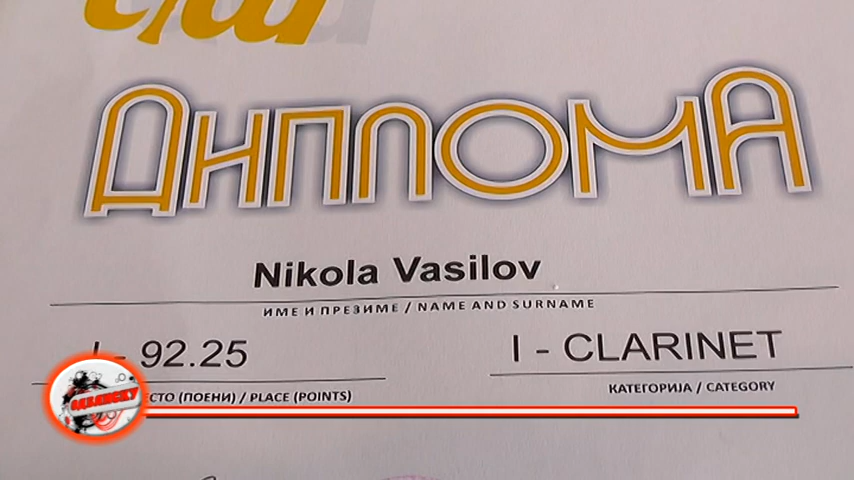 ДИПЛОМА
Nikola Vasilov
ИМЕ И ПРЕЗИМЕ / NAME AND SURNAME
I - 92.25
I - CLARINET
(ПОЕНИ) / PLACE (POINTS)
КАТЕГОРИЈА / CATEGORY